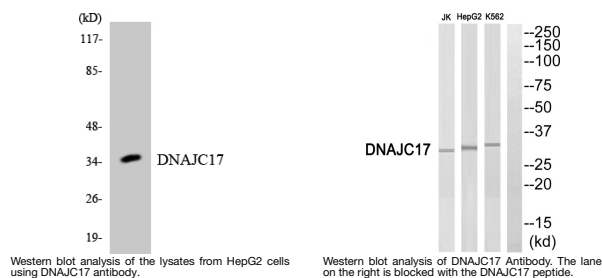 (kD)
117-
85-
48-
34-
DNAJC17
26-
19-
Western blot analysis of the lysates from HepG2 cells
using DNAJC17 antibody.
JK HepG2 K562
--250
--150
--100
--75
--50
--37
DNAJC17
--25
--20
--15
(kd)
Western blot analysis of DNAJC17 Antibody. The lane
on the right is blocked with the DNAJC17 peptide.